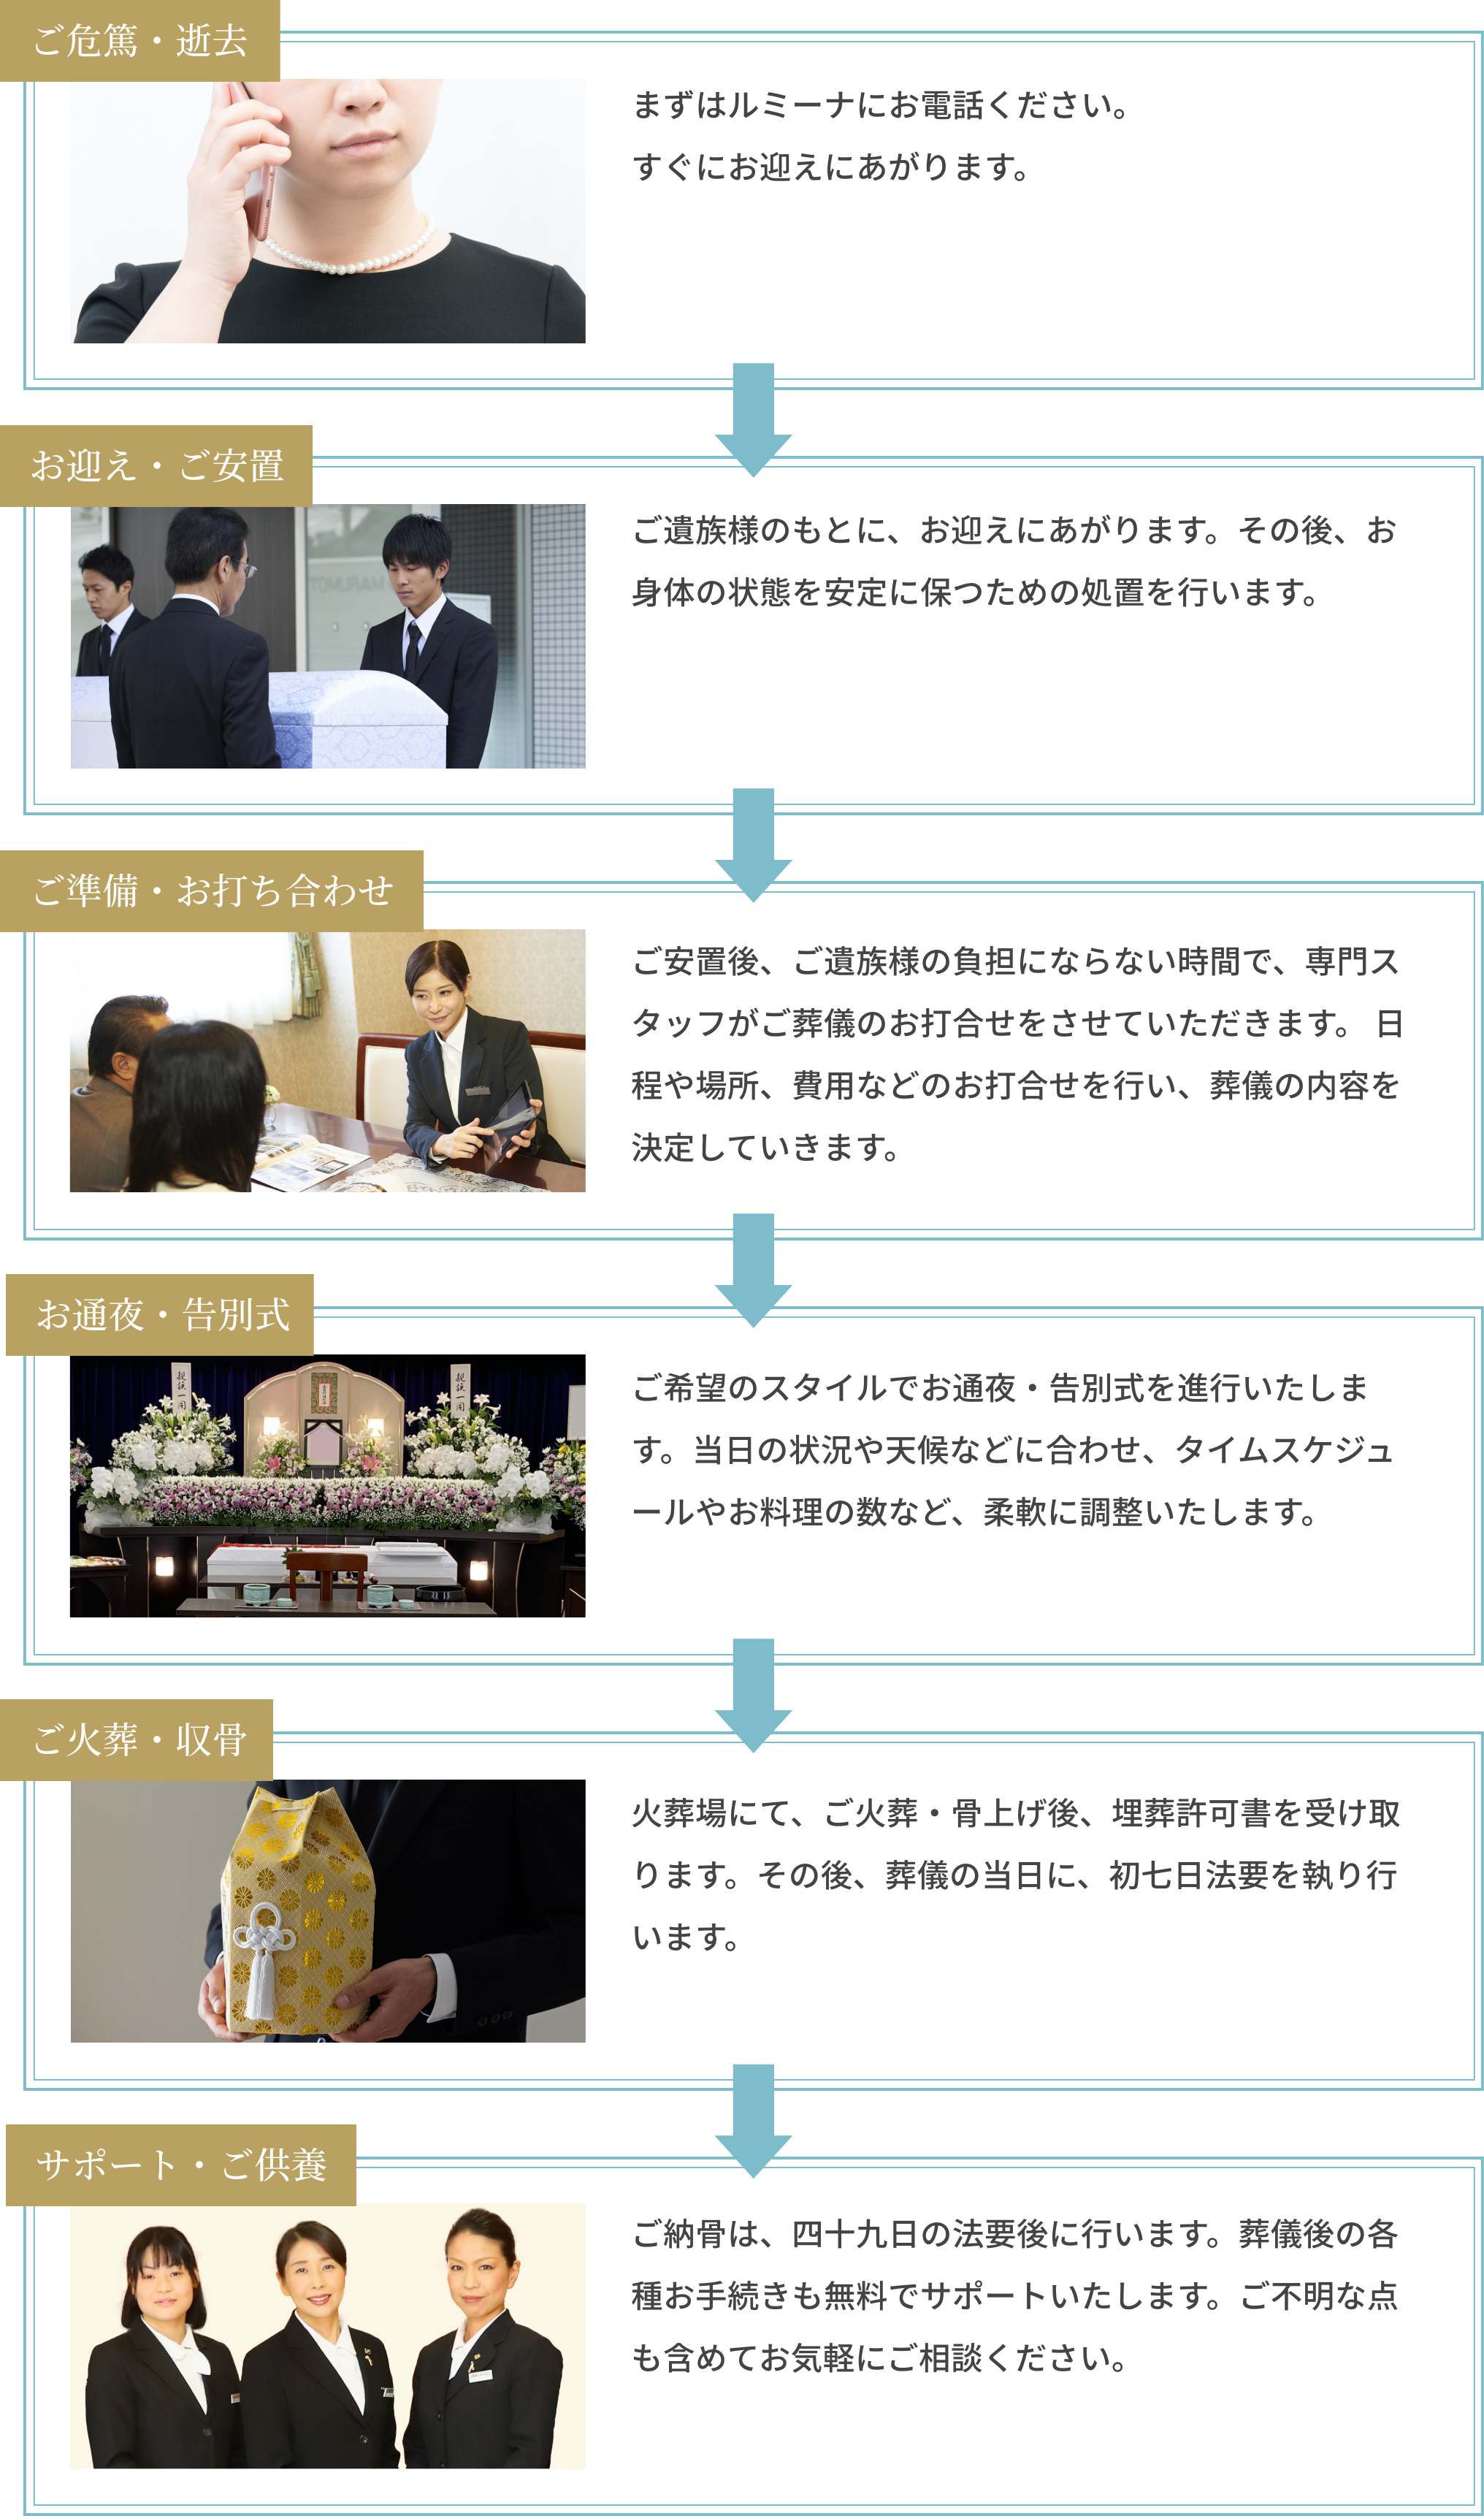 ご危篤・逝去
まずはルミーナにお電話ください。
すぐにお迎えにあがります。
お迎え・ご安置
ご遺族様のもとに、お迎えにあがります。その後、お
身体の状態を安定に保つための処置を行います。
ご準備・お打ち合わせ
ご安置後、ご遺族様の負担にならない時間で、専門ス
タッフがご葬儀のお打合せをさせていただきます。 日
程や場所、費用などのお打合せを行い、葬儀の内容を
決定していきます。
お通夜・告別式
親族一同
親族一同
ご希望のスタイルでお通夜・告別式を進行いたしま
す。当日の状況や天候などに合わせ、タイムスケジュ
ールやお料理の数など、柔軟に調整いたします。
ご火葬・収骨
火葬場にて、ご火葬・骨上げ後、埋葬許可書を受け取
ります。その後、葬儀の当日に、初七日法要を執り行
います。
サポート・ご供養
ご納骨は、四十九日の法要後に行います。葬儀後の各
種お手続きも無料でサポートいたします。ご不明な点
も含めてお気軽にご相談ください。